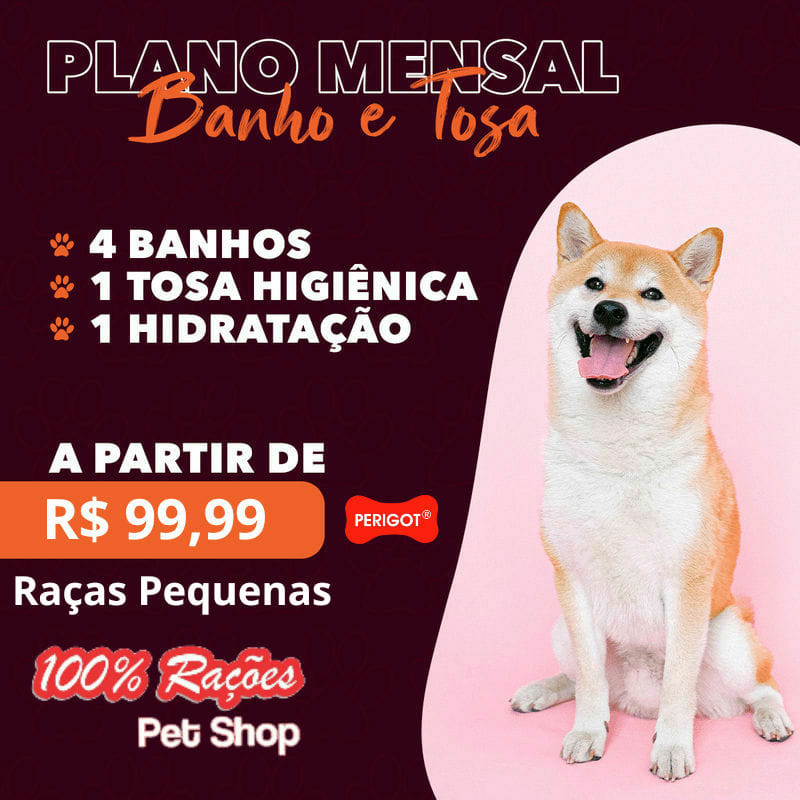 PLANO MENSAL
Banho e Tosa
4 BANHOS
1 TOSA HIGIÊNICA
1 HIDRATAÇÃO
A PARTIR DE
R$ 99,99
PERIGOT®
Raças Pequenas
100% Rações
Pet Shop